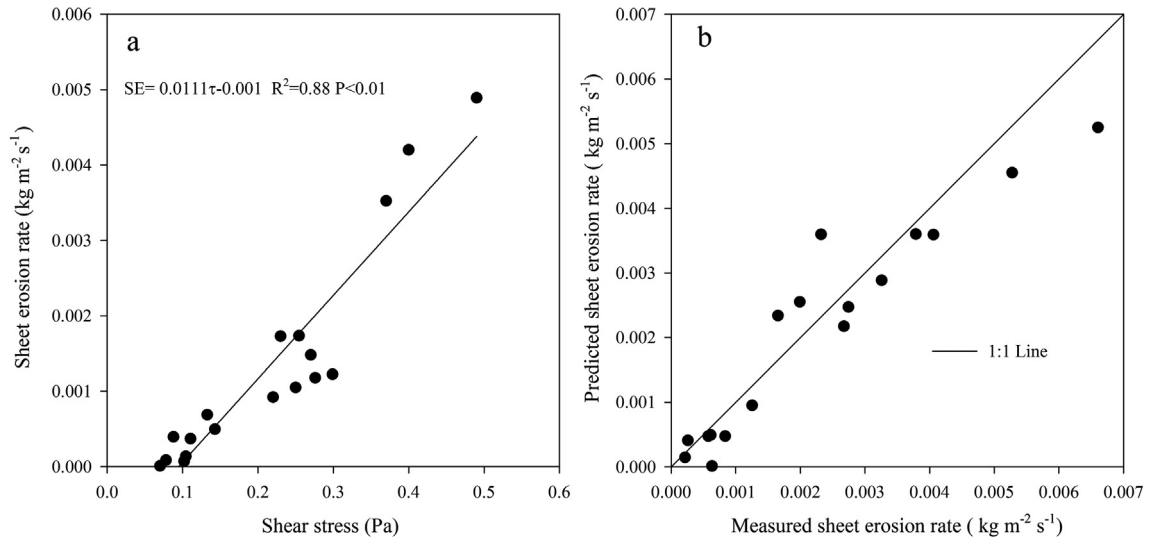 a
SE= 0.0111τ-0.001 R²=0.88 P<0.01
Sheet erosion rate (kg m⁻² s⁻¹)
0.006
0.005
0.004
0.003
0.002
0.001
0.000
0.0 0.1 0.2 0.3 0.4 0.5 0.6
Shear stress (Pa)
b
Predicted sheet erosion rate ( kg m⁻² s⁻¹)
0.007
0.006
0.005
0.004
0.003
0.002
0.001
0.000
1:1 Line
0.000 0.001 0.002 0.003 0.004 0.005 0.006 0.007
Measured sheet erosion rate ( kg m⁻² s⁻¹)